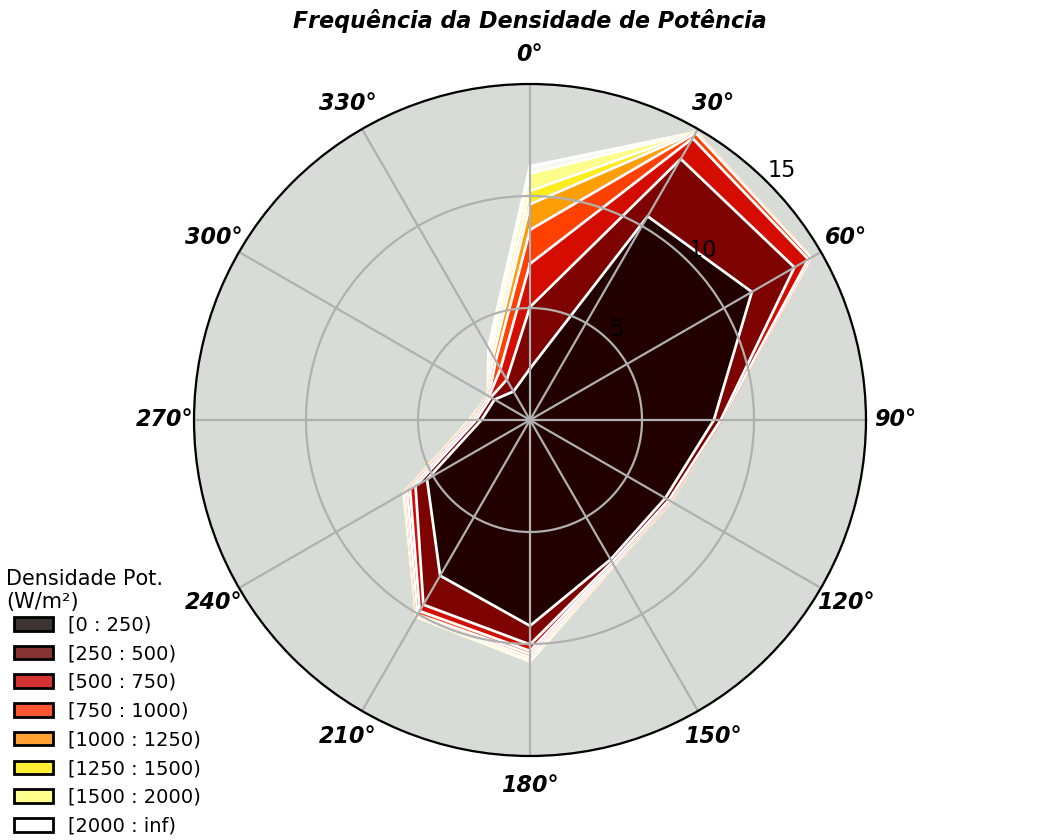 Frequência da Densidade de Potência
0°
330°
30°
15
300°
60°
10
5
270°
90°
Densidade Pot.
(W/m²)
240°
120°
[0 : 250)
[250 : 500)
[500 : 750)
[750 : 1000)
210°
150°
[1000 : 1250)
[1250 : 1500)
180°
[1500 : 2000)
[2000 : inf)